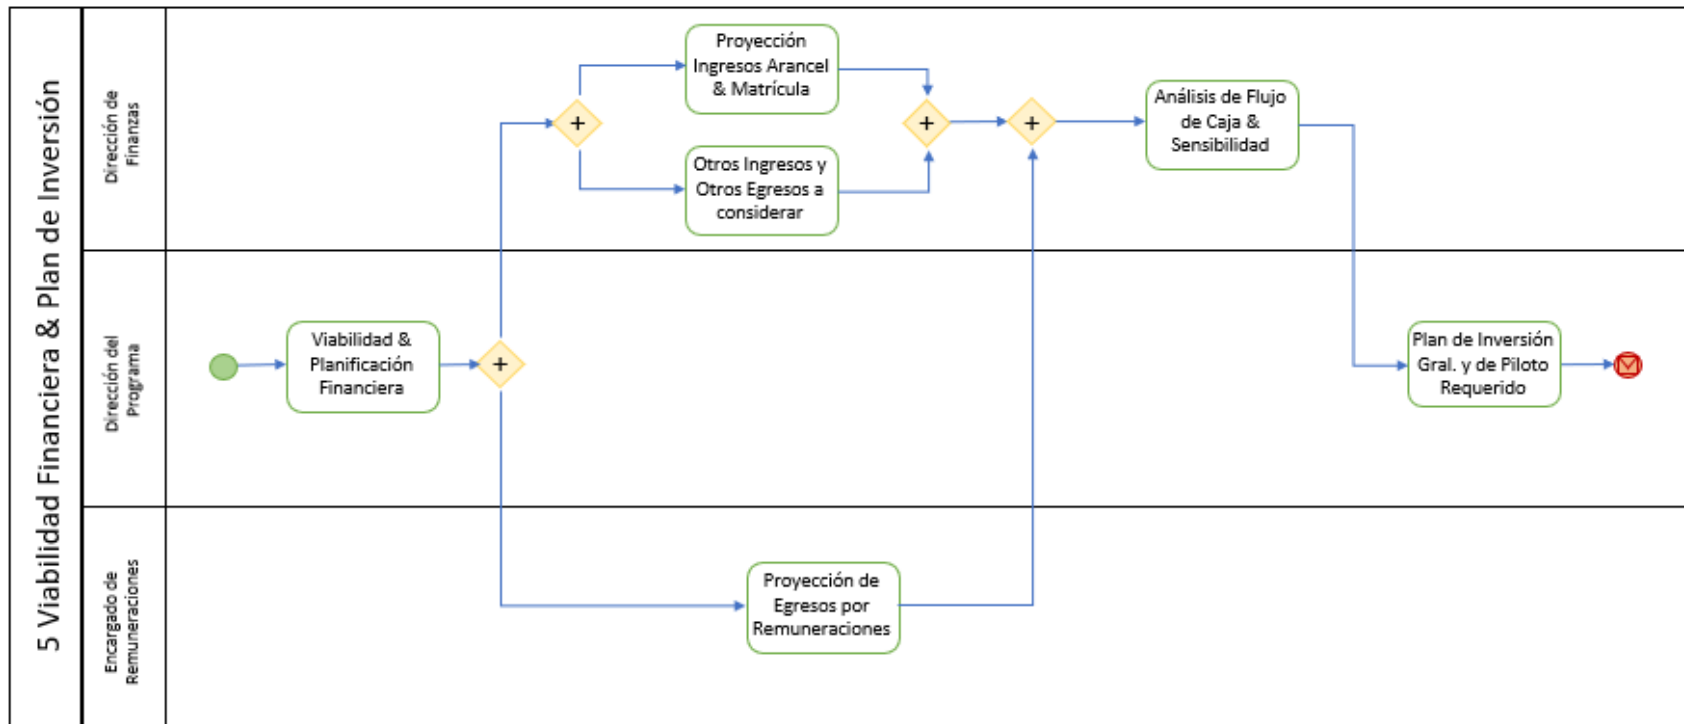 5 Viabilidad Financiera & Plan de Inversión
Dirección de
Finanzas
Proyección
Ingresos Arancel
& Matrícula
Otros Ingresos y
Otros Egresos a
considerar
Análisis de Flujo
de Caja &
Sensibilidad
Dirección del
Programa
Viabilidad &
Planificación
Financiera
Plan de Inversión
Gral. y de Piloto
Requerido
Encargado de
Remuneraciones
Proyección de
Egresos por
Remuneraciones